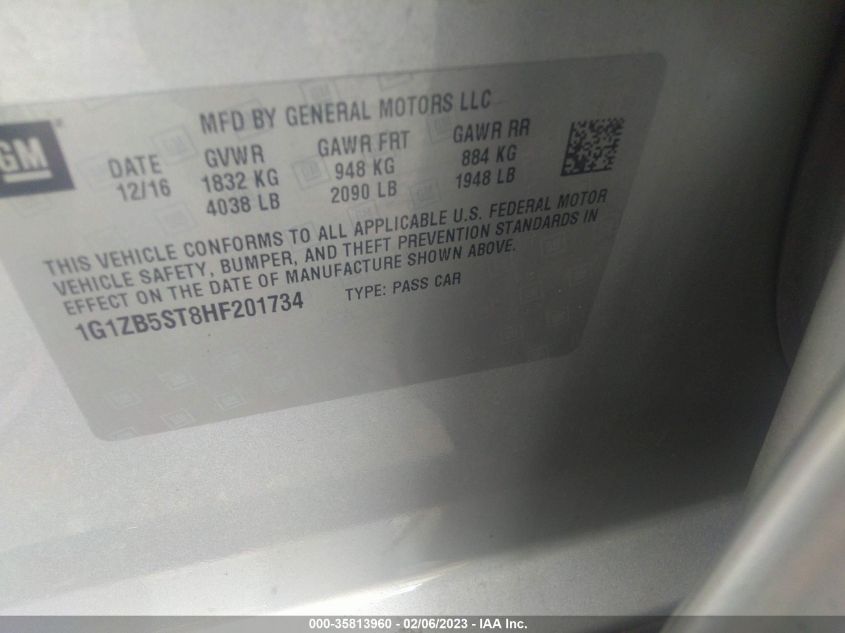 MFD BY GENERAL MOTORS LLC
GM
DATE GVWR GAWR FRT GAWR RR
12/16 1832 KG 948 KG 884 KG
4038 LB 2090 LB 1948 LB
THIS VEHICLE CONFORMS TO ALL APPLICABLE U.S. FEDERAL MOTOR
VEHICLE SAFETY, BUMPER, AND THEFT PREVENTION STANDARDS IN
EFFECT ON THE DATE OF MANUFACTURE SHOWN ABOVE.
1G1ZB5ST8HF201734 TYPE: PASS CAR
000-35813960 - 02/06/2023 - IAA Inc.